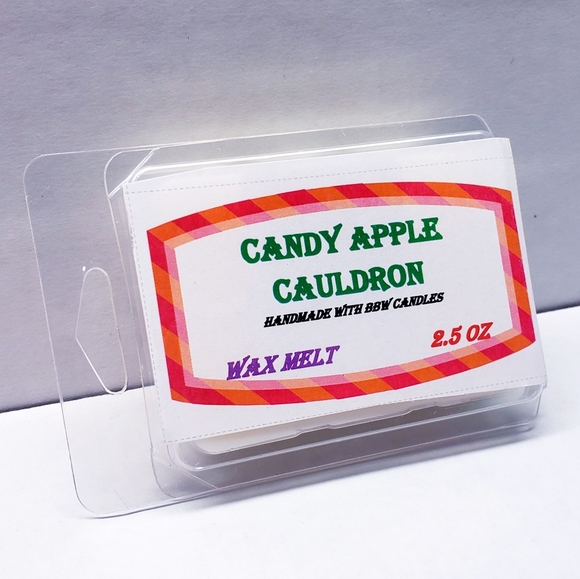 CANDY APPLE
CAULDRON
HANDMADE WITH BBW CANDLES
2.5 OZ
WAX MELT